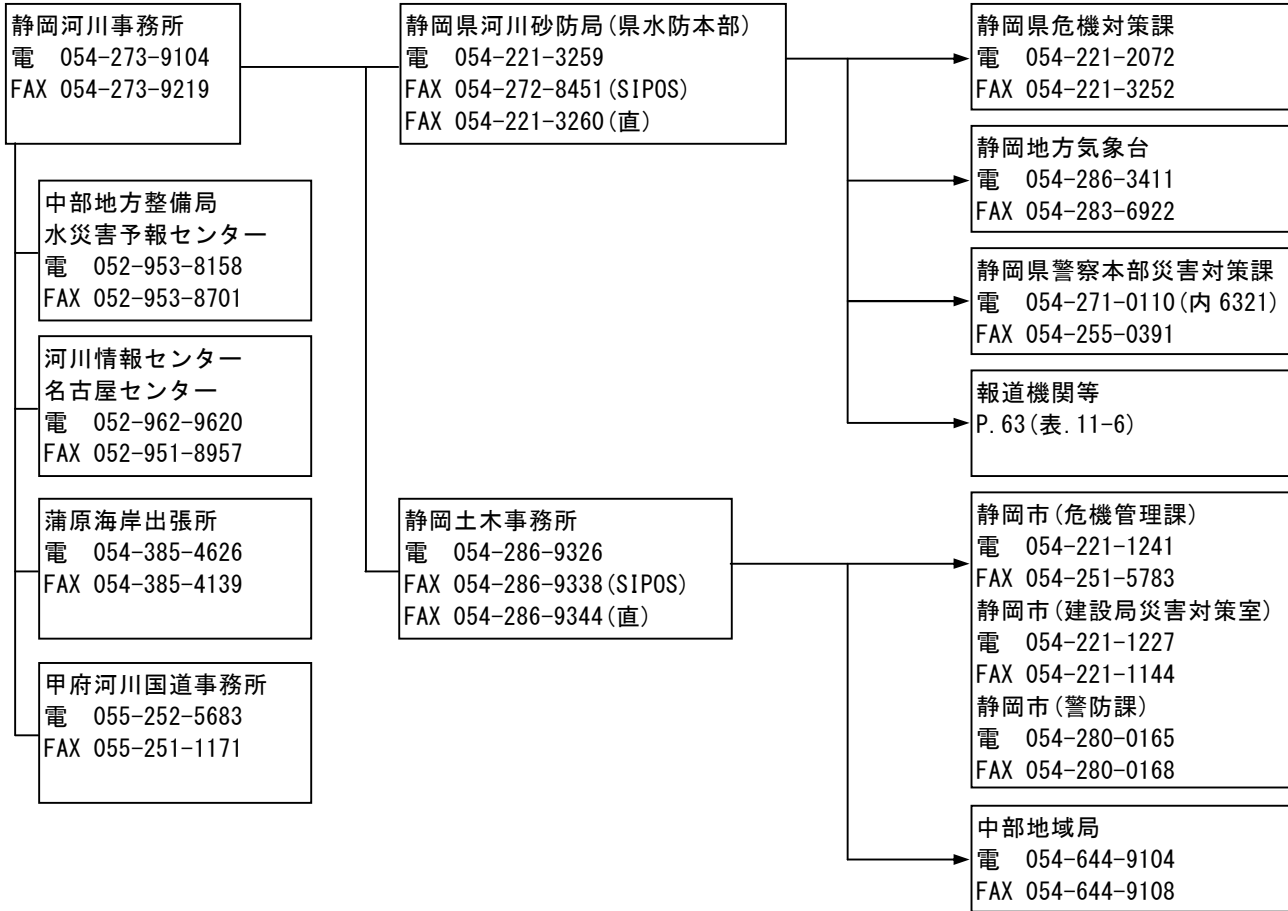 静岡河川事務所
電 054-273-9104
FAX 054-273-9219
中部地方整備局
水災害予報センター
電 052-953-8158
FAX 052-953-8701
河川情報センター
名古屋センター
電 052-962-9620
FAX 052-951-8957
蒲原海岸出張所
電 054-385-4626
FAX 054-385-4139
甲府河川国道事務所
電 055-252-5683
FAX 055-251-1171
静岡県河川砂防局(県水防本部)
電 054-221-3259
FAX 054-272-8451(SIPOS)
FAX 054-221-3260(直)
静岡土木事務所
電 054-286-9326
FAX 054-286-9338(SIPOS)
FAX 054-286-9344(直)
静岡県危機対策課
電 054-221-2072
FAX 054-221-3252
静岡地方気象台
電 054-286-3411
FAX 054-283-6922
静岡県警察本部災害対策課
電 054-271-0110(内 6321)
FAX 054-255-0391
報道機関等
P.63(表.11-6)
静岡市(危機管理課)
電 054-221-1241
FAX 054-251-5783
静岡市(建設局災害対策室)
電 054-221-1227
FAX 054-221-1144
静岡市(警防課)
電 054-280-0165
FAX 054-280-0168
中部地域局
電 054-644-9104
FAX 054-644-9108